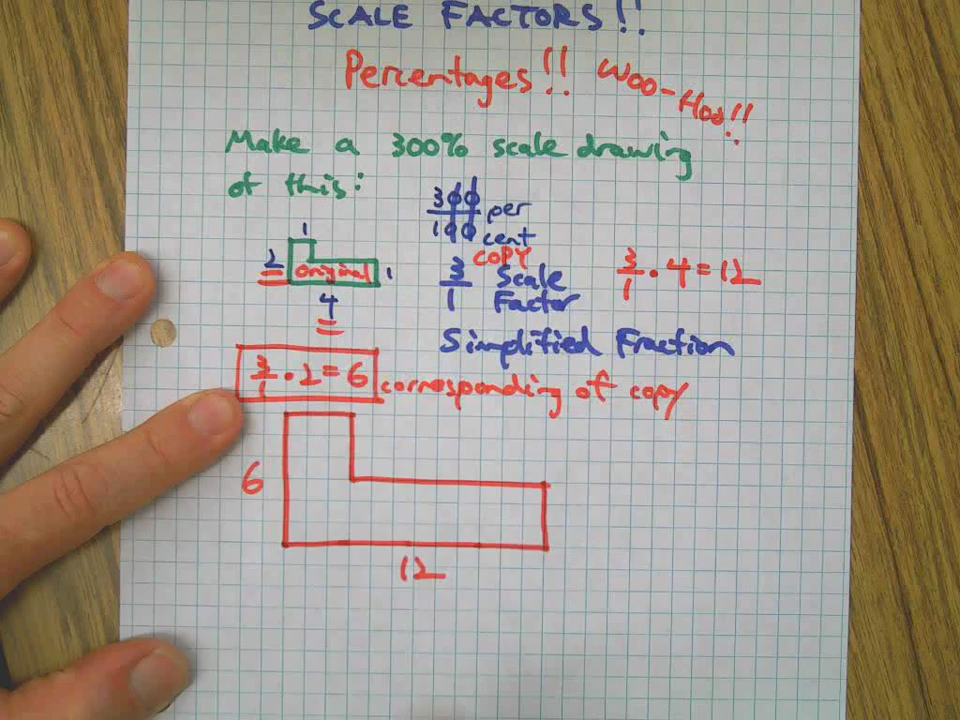 SCALE FACTORS!!
Percentages!! Woo-Hoo!!
Make a 300% scale drawing
of this:
300 per
100 cent
1
2 original 1
4
3 COPY Scale
1 Factor
3/1 · 4 = 12
Simplified Fraction
3/1 · 2 = 6 corresponding of copy
6
12